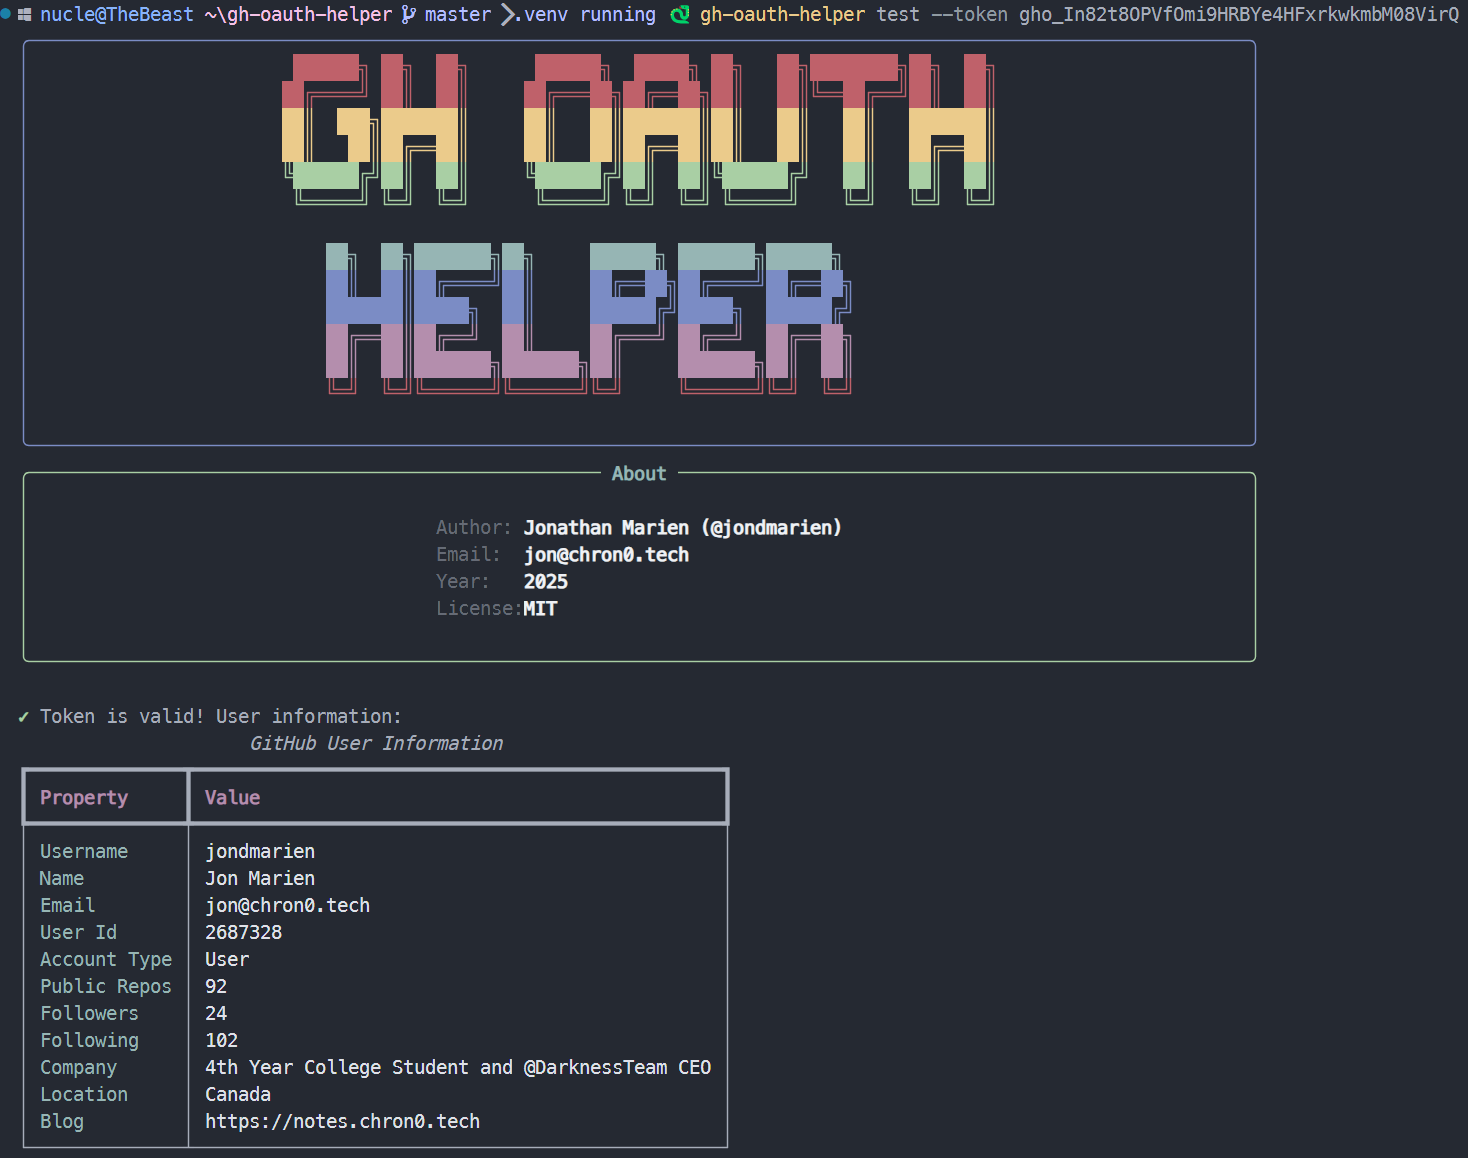 nucle@TheBeast ~\gh-oauth-helper master .venv running gh-oauth-helper test --token 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
GH OAUTH
HELPER
About
Author: Jonathan Marien (@jondmarien)
Email: jon@chron0.tech
Year: 2025
License:MIT
✓ Token is valid! User information:
GitHub User Information
Property Value
Username jondmarien
Name Jon Marien
Email jon@chron0.tech
User Id 2687328
Account Type User
Public Repos 92
Followers 24
Following 102
Company 4th Year College Student and @DarknessTeam CEO
Location Canada
Blog https://notes.chron0.tech